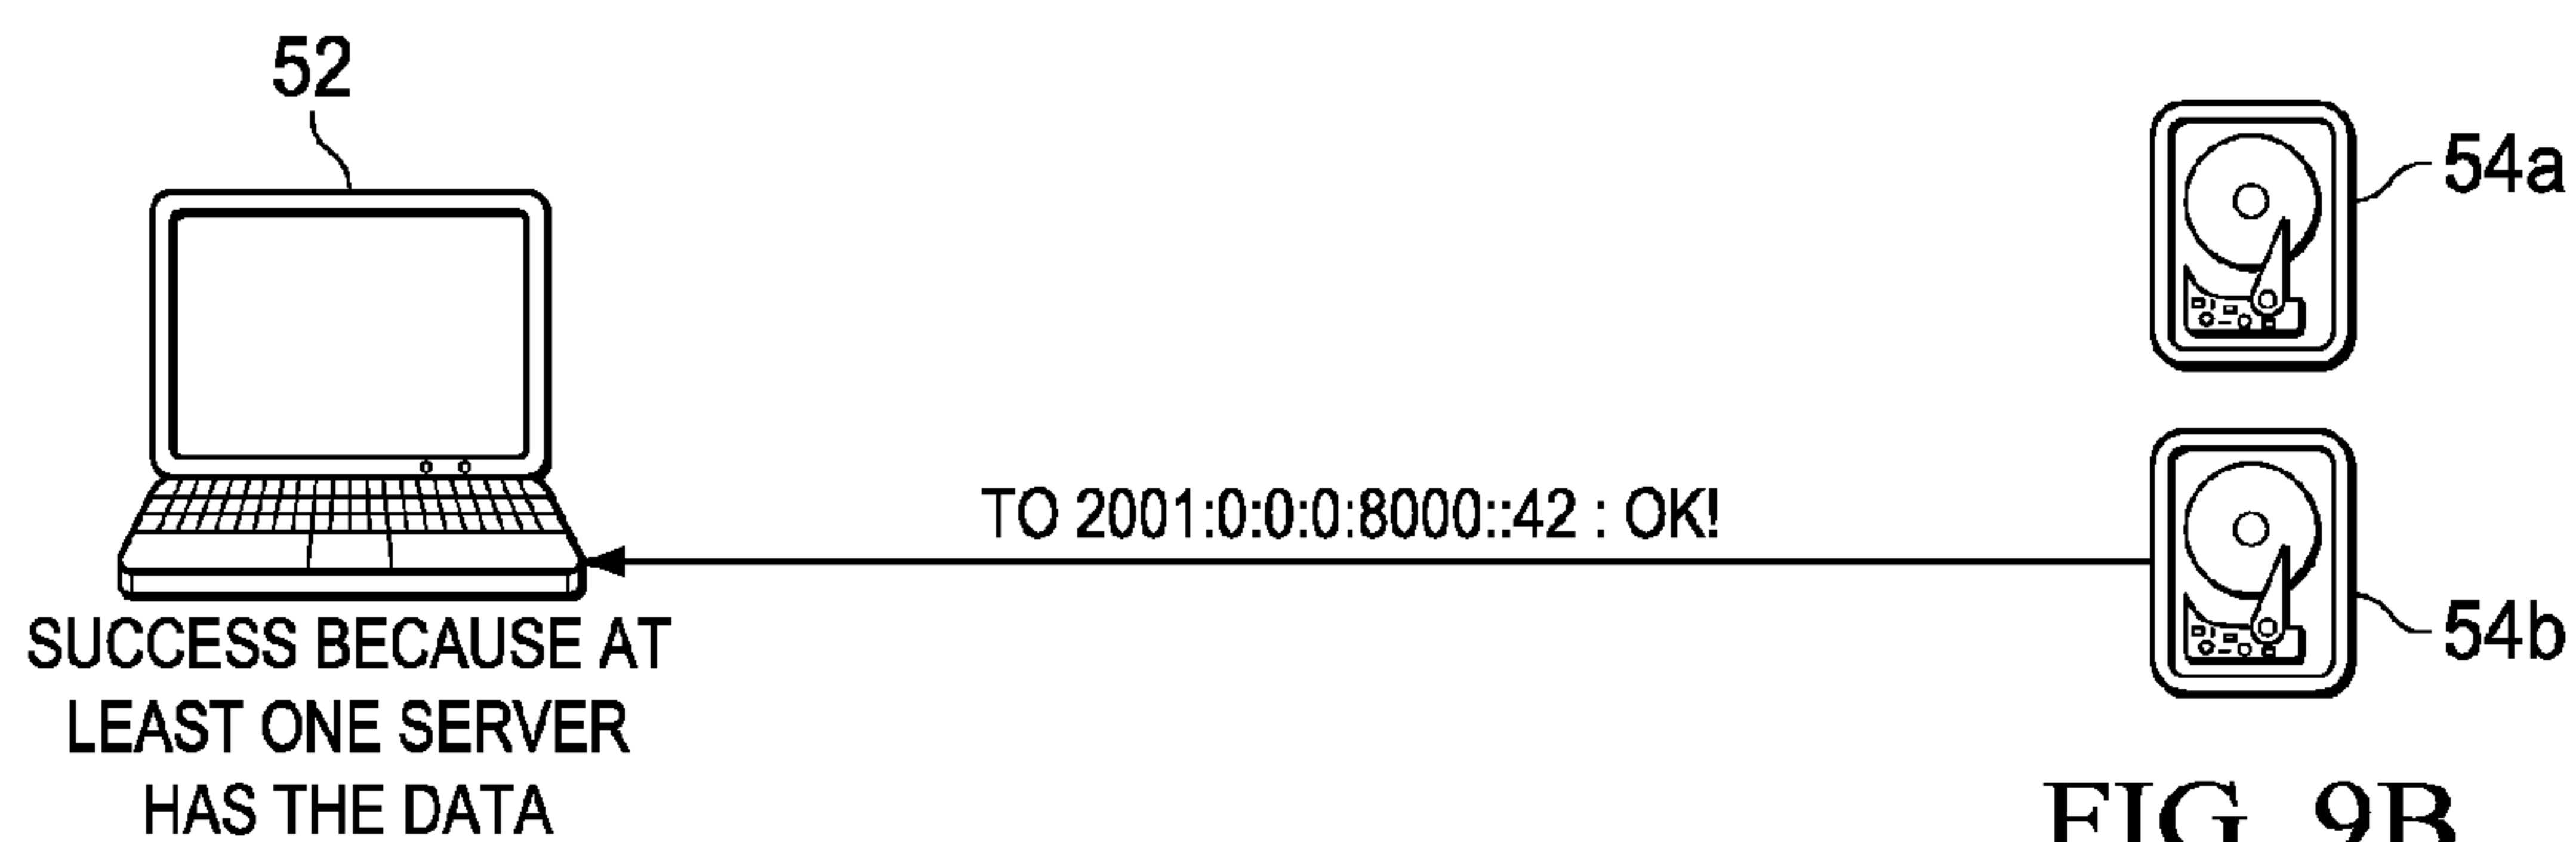 52
54a
TO 2001:0:0:0:8000::42 : OK!
54b
SUCCESS BECAUSE AT
LEAST ONE SERVER
HAS THE DATA
FIG. 9B